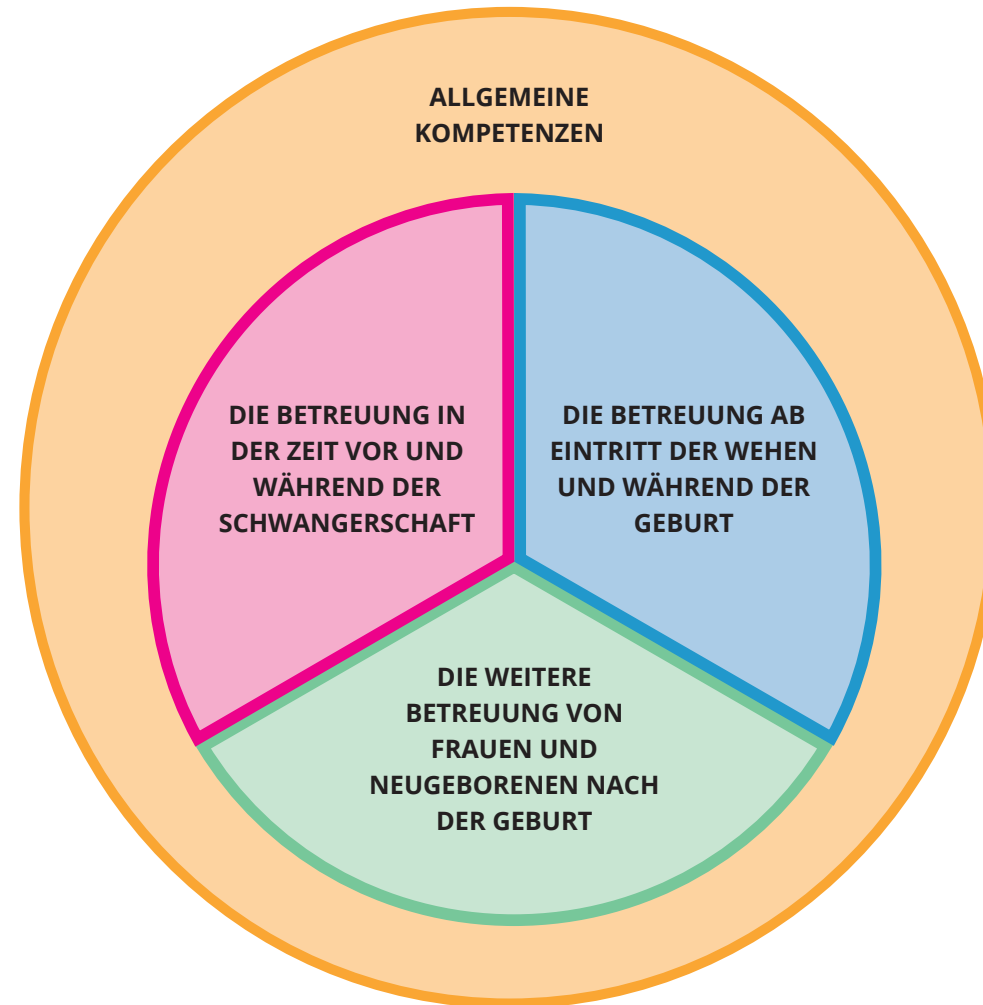 ALLGEMEINE
KOMPETENZEN
DIE BETREUUNG IN
DER ZEIT VOR UND
WÄHREND DER
SCHWANGERSCHAFT
DIE BETREUUNG AB
EINTRITT DER WEHEN
UND WÄHREND DER
GEBURT
DIE WEITERE
BETREUUNG VON
FRAUEN UND
NEUGEBORENEN NACH
DER GEBURT